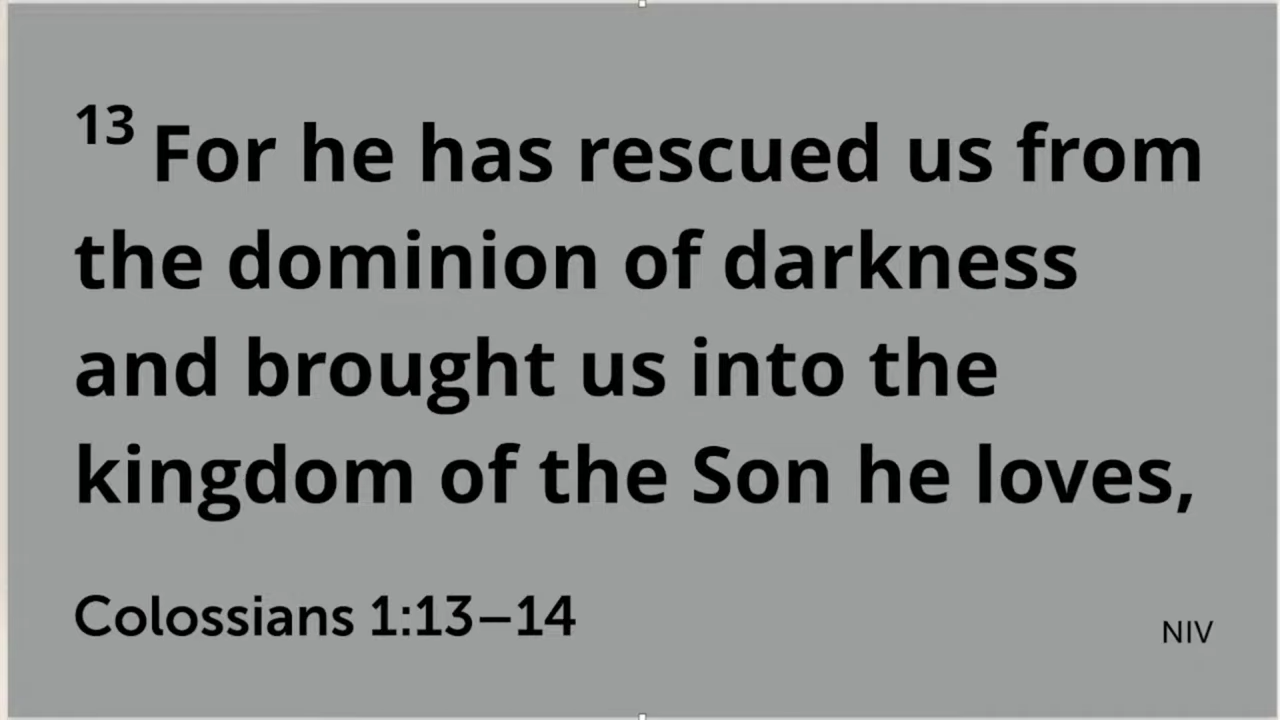 13 For he has rescued us from
the dominion of darkness
and brought us into the
kingdom of the Son he loves,
Colossians 1:13–14
NIV